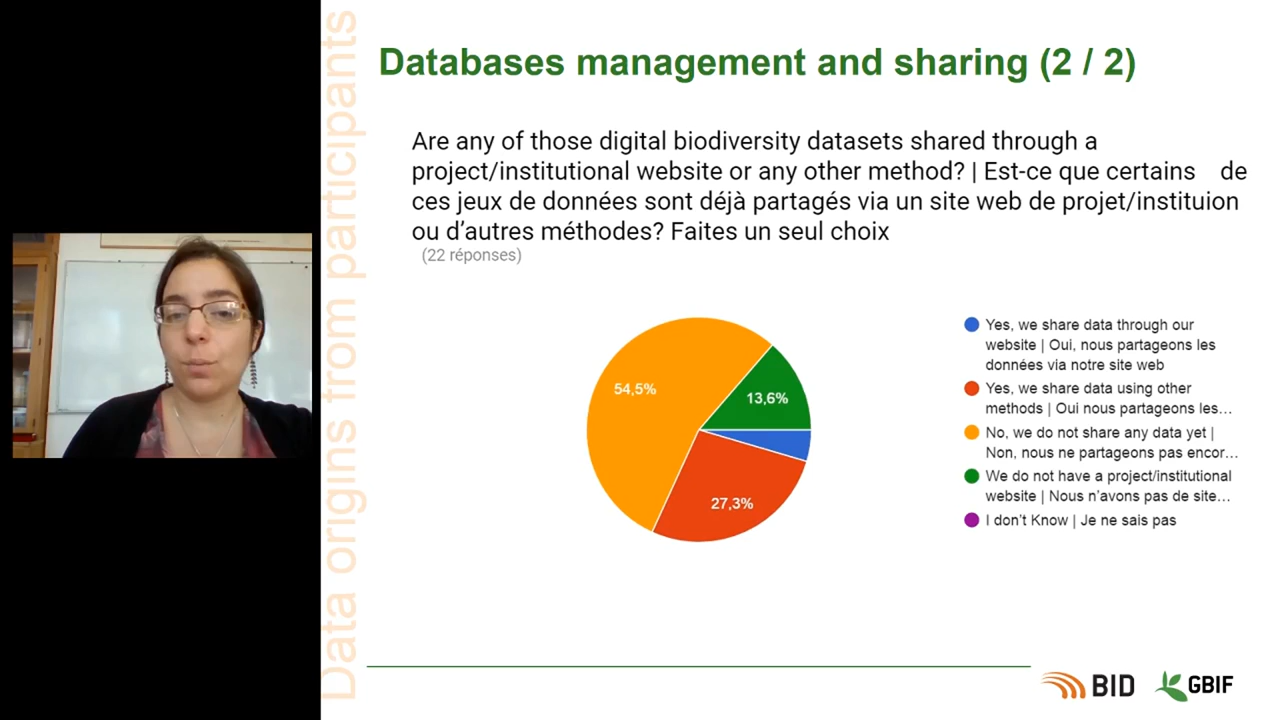 Data origins from participants
Databases management and sharing (2 / 2)
Are any of those digital biodiversity datasets shared through a
project/institutional website or any other method? | Est-ce que certains de
ces jeux de données sont déjà partagés via un site web de projet/instituion
ou d'autres méthodes? Faites un seul choix
(22 réponses)
54,5%
13,6%
27,3%
Yes, we share data through our
website | Oui, nous partageons les
données via notre site web
Yes, we share data using other
methods | Oui nous partageons les...
No, we do not share any data yet |
Non, nous ne partageons pas encor...
We do not have a project/institutional
website | Nous n'avons pas de site...
I don't Know | Je ne sais pas
BID
GBIF